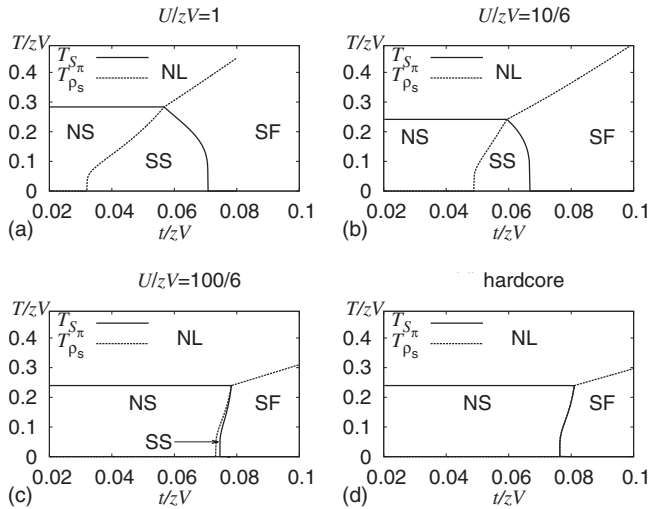 U/zV=1
T/zV
0.4
0.3
0.2
0.1
0
T_{S_π}
T_{ρ_s}
NL
NS
SS
SF
0.02 0.04 0.06 0.08 0.1
t/zV
(a)
U/zV=10/6
T/zV
0.4
0.3
0.2
0.1
0
T_{S_π}
T_{ρ_s}
NL
NS
SS
SF
0.02 0.04 0.06 0.08 0.1
t/zV
(b)
U/zV=100/6
T/zV
0.4
0.3
0.2
0.1
0
T_{S_π}
T_{ρ_s}
NL
NS
SF
SS
0.02 0.04 0.06 0.08 0.1
t/zV
(c)
hardcore
T/zV
0.4
0.3
0.2
0.1
0
T_{S_π}
T_{ρ_s}
NL
NS
SF
0.02 0.04 0.06 0.08 0.1
t/zV
(d)